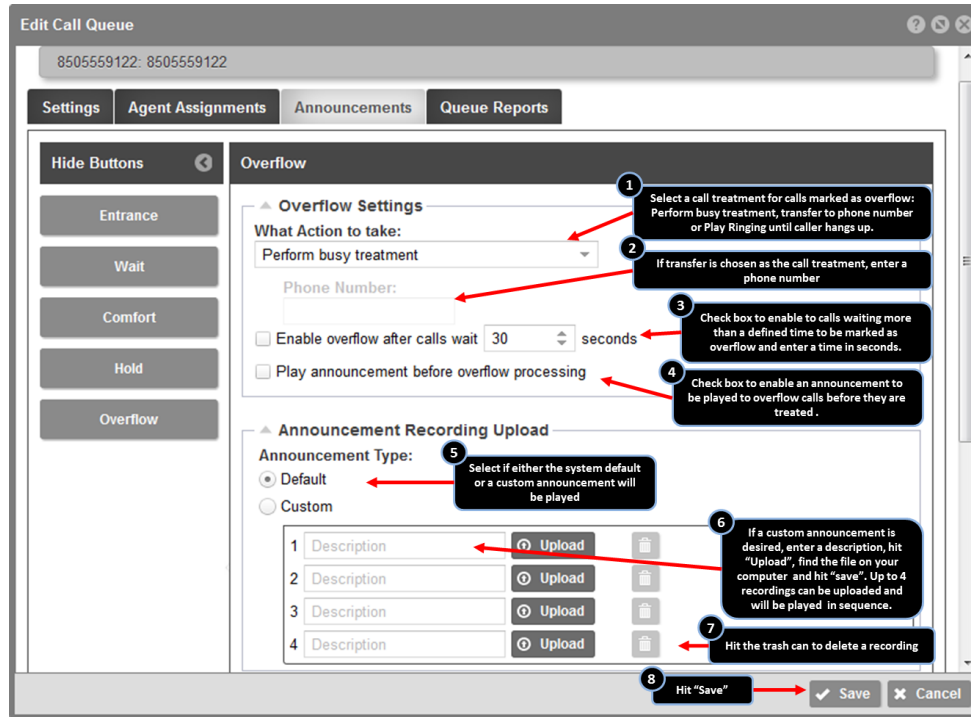 Edit Call Queue
8505559122: 8505559122
Settings
Agent Assignments
Announcements
Queue Reports
Hide Buttons
Entrance
Wait
Comfort
Hold
Overflow
Overflow
Overflow Settings
1
Select a call treatment for calls marked as overflow:
Perform busy treatment, transfer to phone number
or Play Ringing until caller hangs up.
What Action to take:
Perform busy treatment
2
If transfer is chosen as the call treatment, enter a
phone number
Phone Number:
3
Check box to enable to calls waiting more
than a defined time to be marked as
overflow and enter a time in seconds.
Enable overflow after calls wait 30 seconds
Play announcement before overflow processing
4
Check box to enable an announcement to
be played to overflow calls before they are
treated .
Announcement Recording Upload
Announcement Type:
5
Select if either the system default
or a custom announcement will
be played
Default
Custom
6
If a custom announcement is
desired, enter a description, hit
“Upload”, find the file on your
computer and hit “save”. Up to 4
recordings can be uploaded and
will be played in sequence.
1 Description Upload
2 Description Upload
3 Description Upload
4 Description Upload
7
Hit the trash can to delete a recording
8
Hit “Save”
Save
Cancel